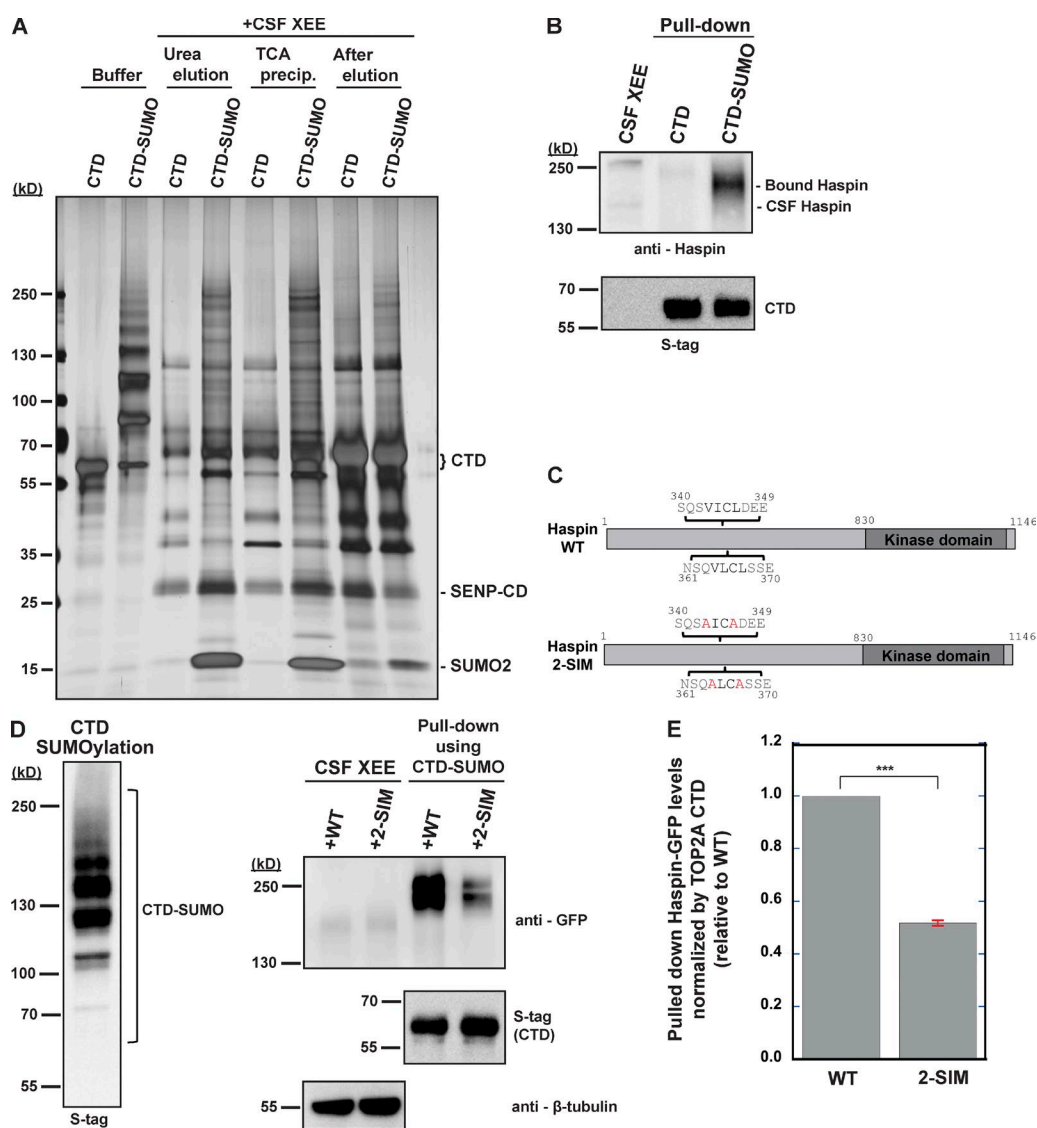 A
+CSF XEE
Urea elution
TCA precip.
After elution
Buffer
CTD
CTD-SUMO
CTD
CTD-SUMO
CTD
CTD-SUMO
CTD
CTD-SUMO
(kD)
250
130
100
70
55
35
25
15
} CTD
- SENP-CD
- SUMO2
B
Pull-down
CSF XEE
CTD
CTD-SUMO
(kD)
250
130
- Bound Haspin
- CSF Haspin
anti - Haspin
70
55
CTD
S-tag
C
340 349
SQSVICLDEE
1 830 1146
Haspin WT
Kinase domain
NSQVLCLSSE
361 370
340 349
SQSAICADEE
1 830 1146
Haspin 2-SIM
Kinase domain
NSQALCASSE
361 370
D
CTD
SUMOylation
(kD)
250
130
100
70
55
CTD-SUMO
S-tag
Pull-down
using
CTD-SUMO
CSF XEE
+WT
+2-SIM
+WT
+2-SIM
(kD)
250
130
anti - GFP
70
55
S-tag
(CTD)
55
anti - β-tubulin
E
Pulled down Haspin-GFP levels
normalized by TOP2A CTD
(relative to WT)
1.2
1.0
0.8
0.6
0.4
0.2
0.0
***
WT
2-SIM